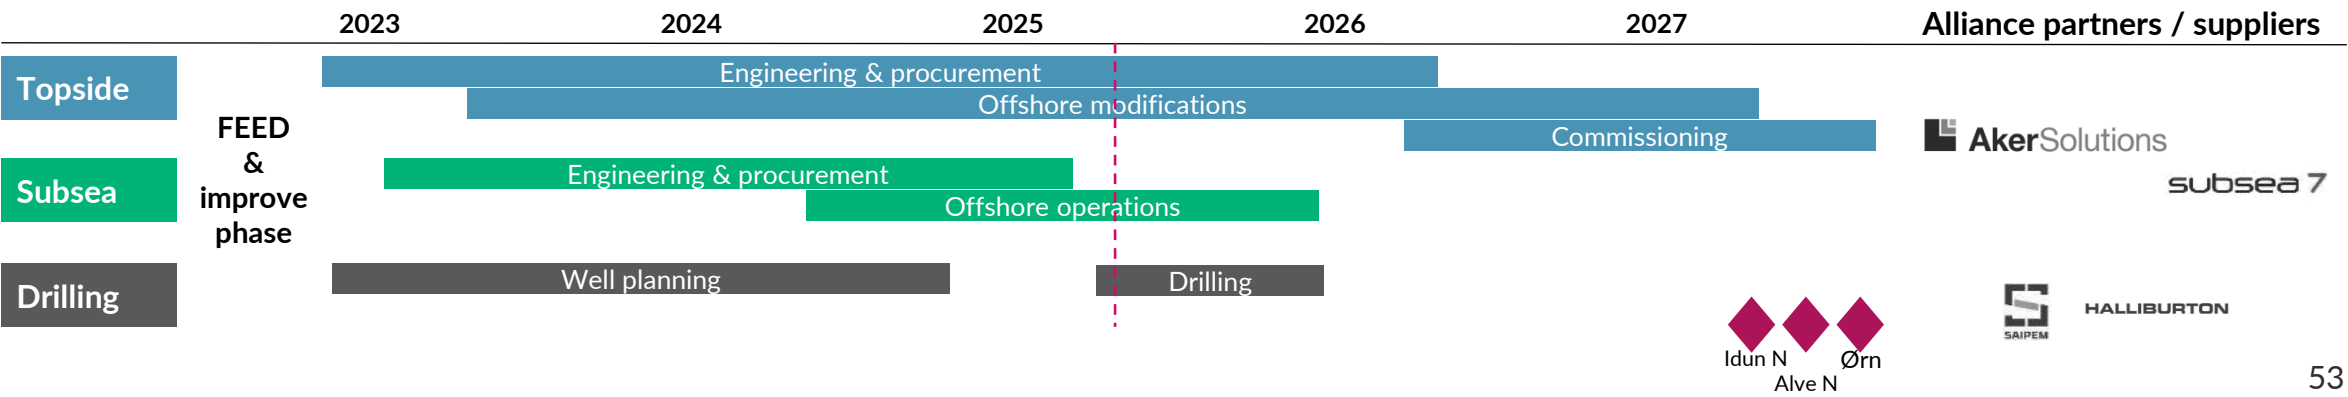 2023 2024 2025 2026 2027 Alliance partners / suppliers
Topside
Engineering & procurement
Offshore modifications
Commissioning
FEED
&
improve
phase
AkerSolutions
Subsea
Engineering & procurement
Offshore operations
subsea 7
Drilling
Well planning
Drilling
SAIPEM
HALLIBURTON
Idun N
Alve N
Ørn
53